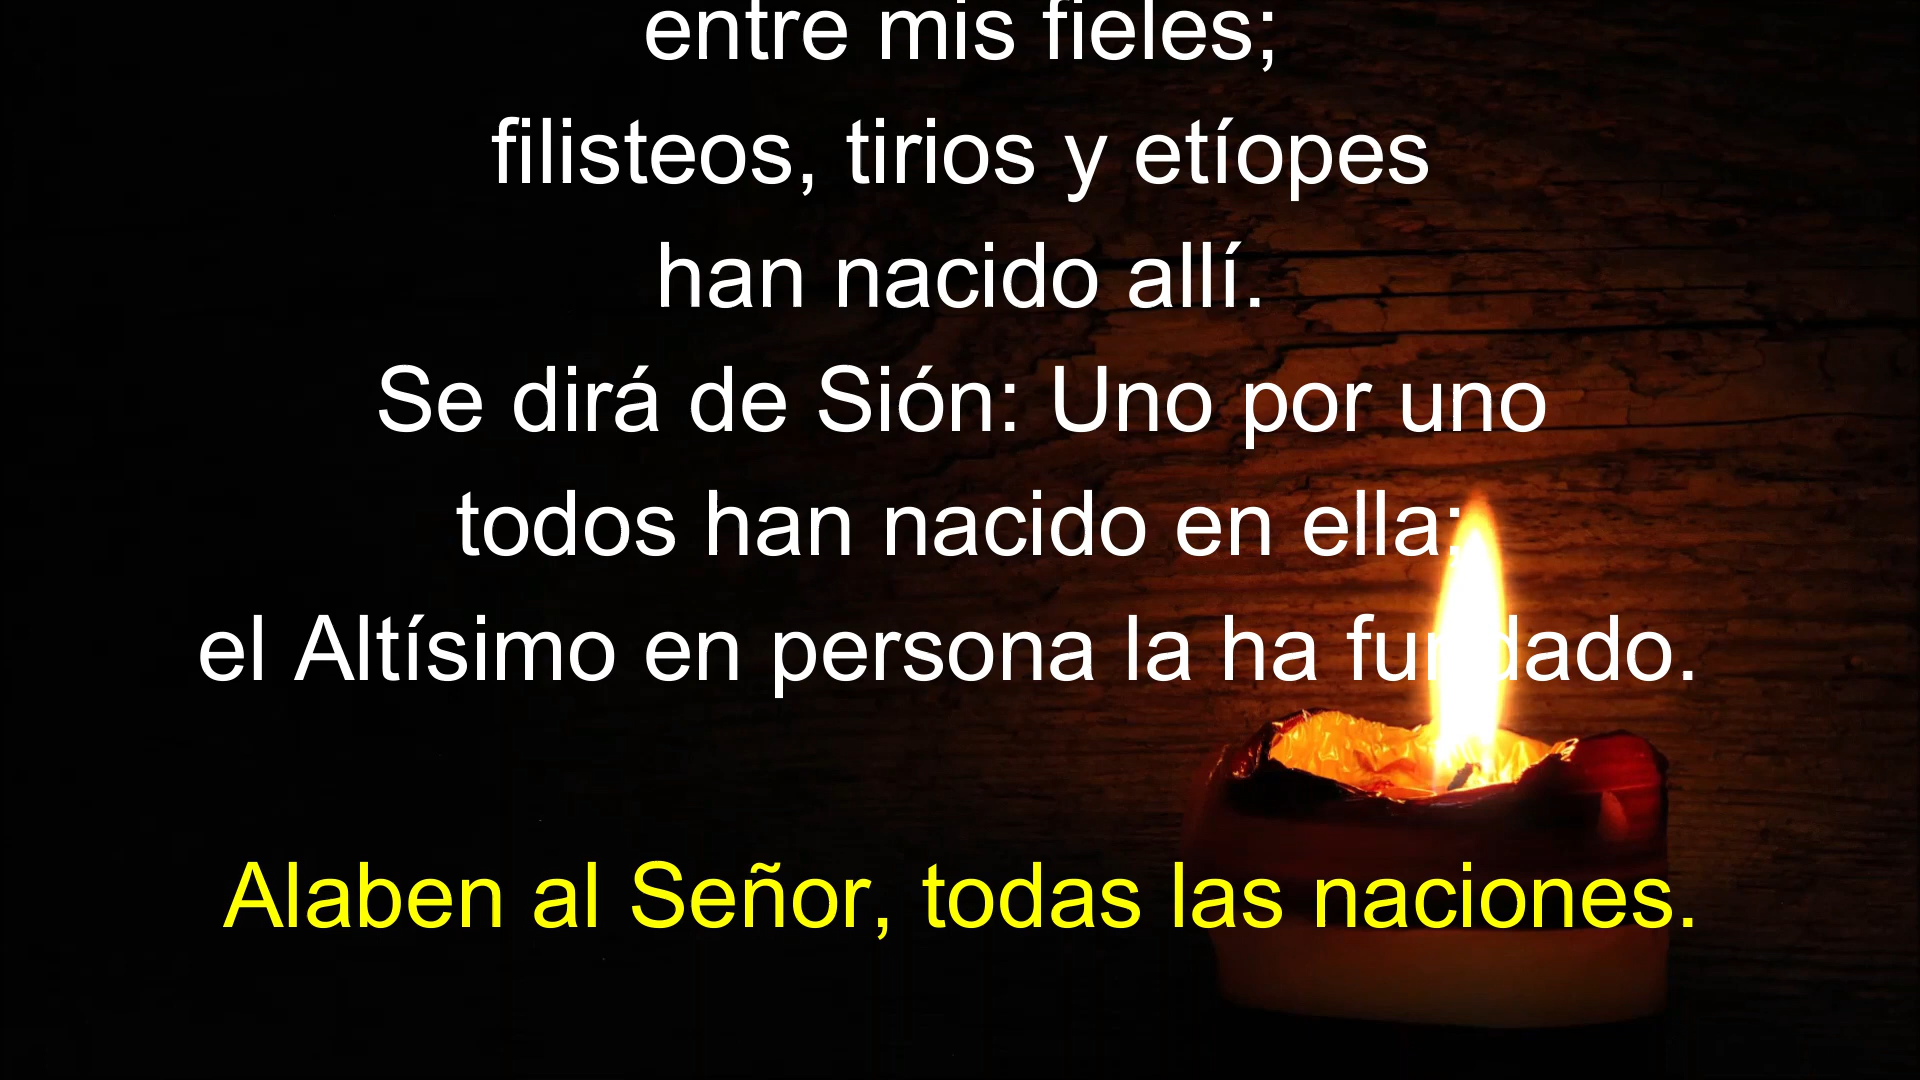 entre mis fieles;
filisteos, tirios y etíopes
han nacido allí.
Se dirá de Sión: Uno por uno
todos han nacido en ella;
el Altísimo en persona la ha fundado.
Alaben al Señor, todas las naciones.